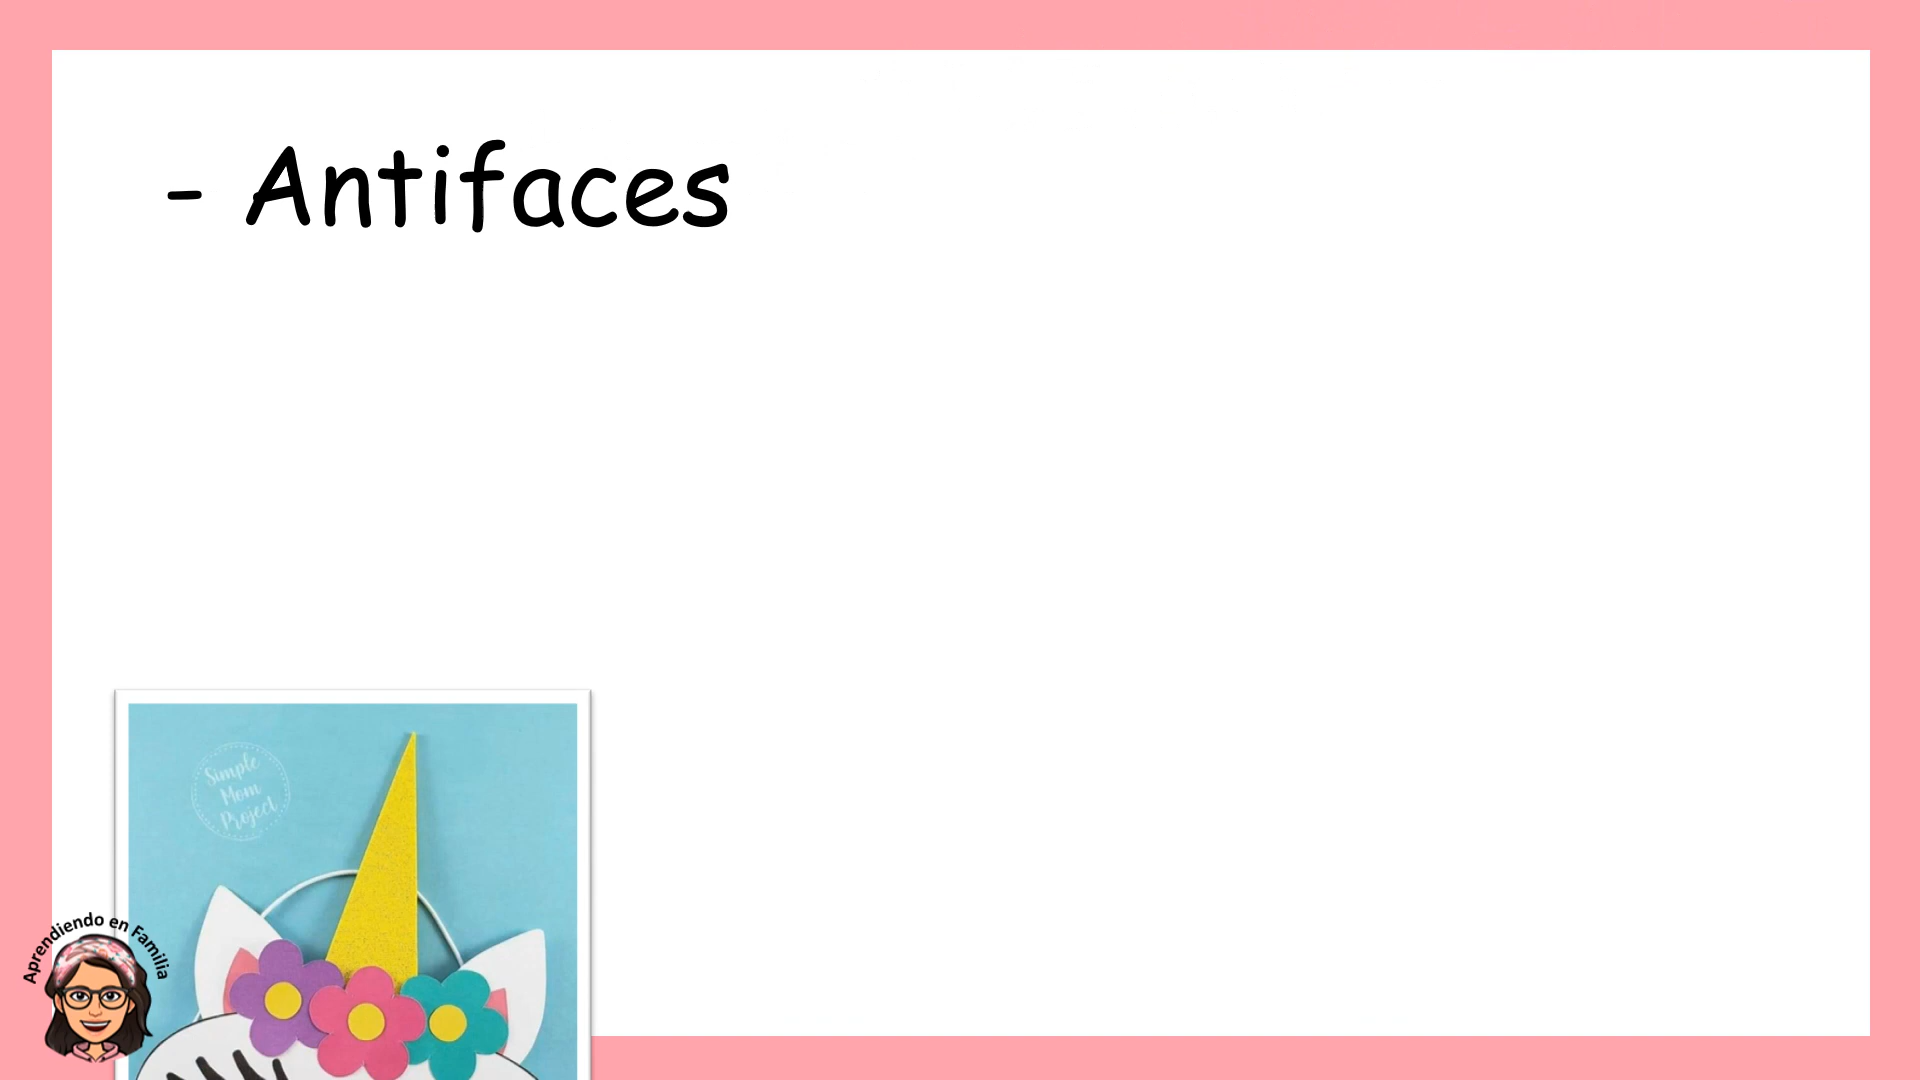 - Antifaces
Simple
Mom
Project
Aprendiendo en Familia